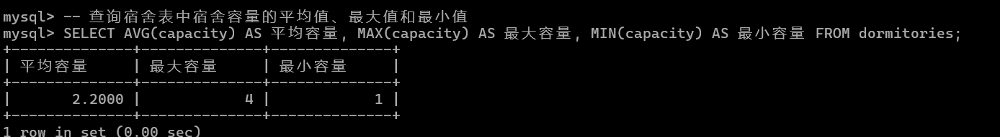 mysql> -- 查询宿舍表中宿舍容量的平均值、最大值和最小值
mysql> SELECT AVG(capacity) AS 平均容量, MAX(capacity) AS 最大容量, MIN(capacity) AS 最小容量 FROM dormitories;
+--------------+--------------+--------------+
| 平均容量     | 最大容量     | 最小容量     |
+--------------+--------------+--------------+
|       2.2000 |            4 |            1 |
+--------------+--------------+--------------+
1 row in set (0.00 sec)